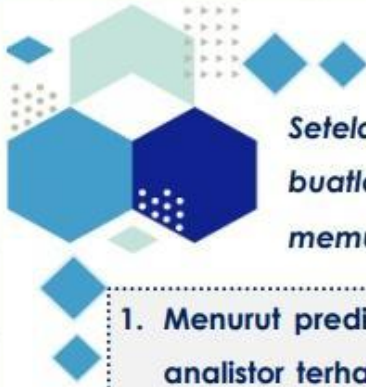 Setela
buatla
memu
1. Menurut predi
analistor terha